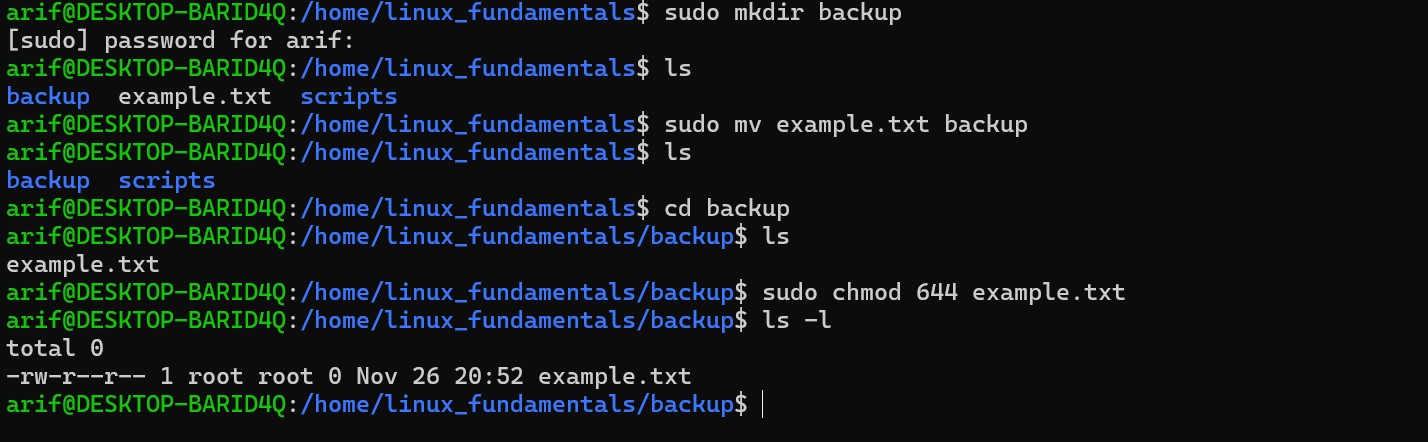 arif@DESKTOP-BARID4Q:/home/linux_fundamentals$ sudo mkdir backup
[sudo] password for arif:
arif@DESKTOP-BARID4Q:/home/linux_fundamentals$ ls
backup  example.txt  scripts
arif@DESKTOP-BARID4Q:/home/linux_fundamentals$ sudo mv example.txt backup
arif@DESKTOP-BARID4Q:/home/linux_fundamentals$ ls
backup  scripts
arif@DESKTOP-BARID4Q:/home/linux_fundamentals$ cd backup
arif@DESKTOP-BARID4Q:/home/linux_fundamentals/backup$ ls
example.txt
arif@DESKTOP-BARID4Q:/home/linux_fundamentals/backup$ sudo chmod 644 example.txt
arif@DESKTOP-BARID4Q:/home/linux_fundamentals/backup$ ls -l
total 0
-rw-r--r-- 1 root root 0 Nov 26 20:52 example.txt
arif@DESKTOP-BARID4Q:/home/linux_fundamentals/backup$